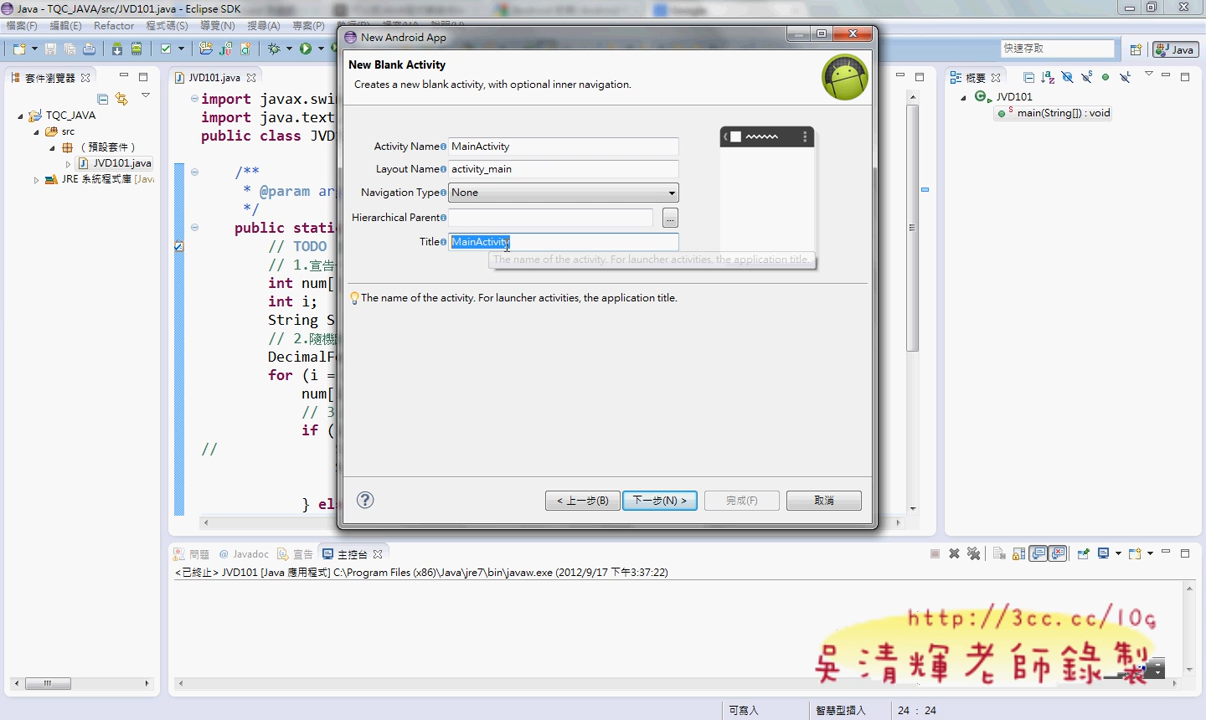 Java - TQC_JAVA/src/JVD101.java - Eclipse SDK
檔案(F) 編輯(E) Refactor 程式碼(S) 導覽(N) 搜尋(A) 專案(P)
快速存取
Java
套件瀏覽器
TQC_JAVA
src
（預設套件）
JVD101.java
JRE 系統程式庫 [Java
JVD101.java
import javax.swi
import java.text
public class JVD
/**
* @param ar
*/
public stati
// TODO
// 1.宣告
int num[
int i;
String S
// 2.隨機
DecimalFo
for (i =
num[
// 3
if (
//
} el
New Android App
New Blank Activity
Creates a new blank activity, with optional inner navigation.
Activity Name MainActivity
Layout Name activity_main
Navigation Type None
Hierarchical Parent ...
Title MainActivity
The name of the activity. For launcher activities, the application title.
The name of the activity. For launcher activities, the application title.
< 上一步(B) 下一步(N) > 完成(F) 取消
概要
JVD101
main(String[]) : void
問題 @ Javadoc 宣告 主控台
<已終止> JVD101 [Java 應用程式] C:\Program Files (x86)\Java\jre7\bin\javaw.exe (2012/9/17 下午3:37:22)
http://3cc.cc/10g
吳清輝老師錄製
可寫入 智慧型插入 24 : 24